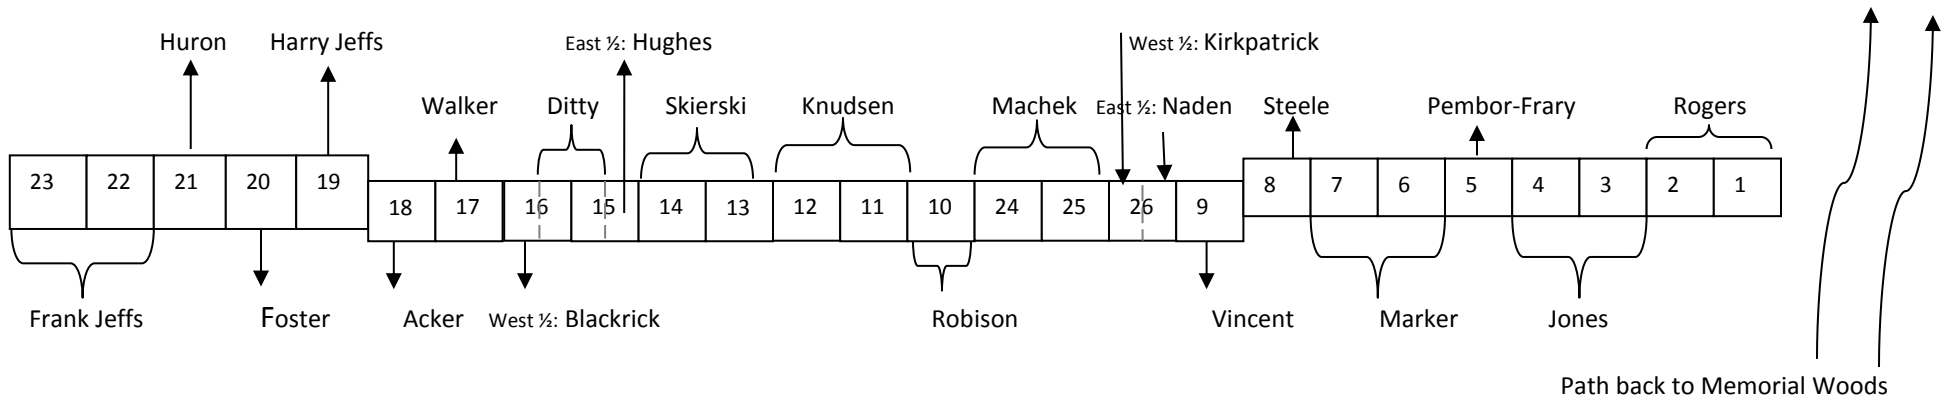 Huron Harry Jeffs East ½: Hughes West ½: Kirkpatrick
Walker Ditty Skierski Knudsen Machek East ½: Naden Steele Pembor-Frary Rogers
23 22 21 20 19 18 17 16 15 14 13 12 11 10 24 25 26 9 8 7 6 5 4 3 2 1
Frank Jeffs Foster Acker West ½: Blackrick Robison Vincent Marker Jones
Path back to Memorial Woods